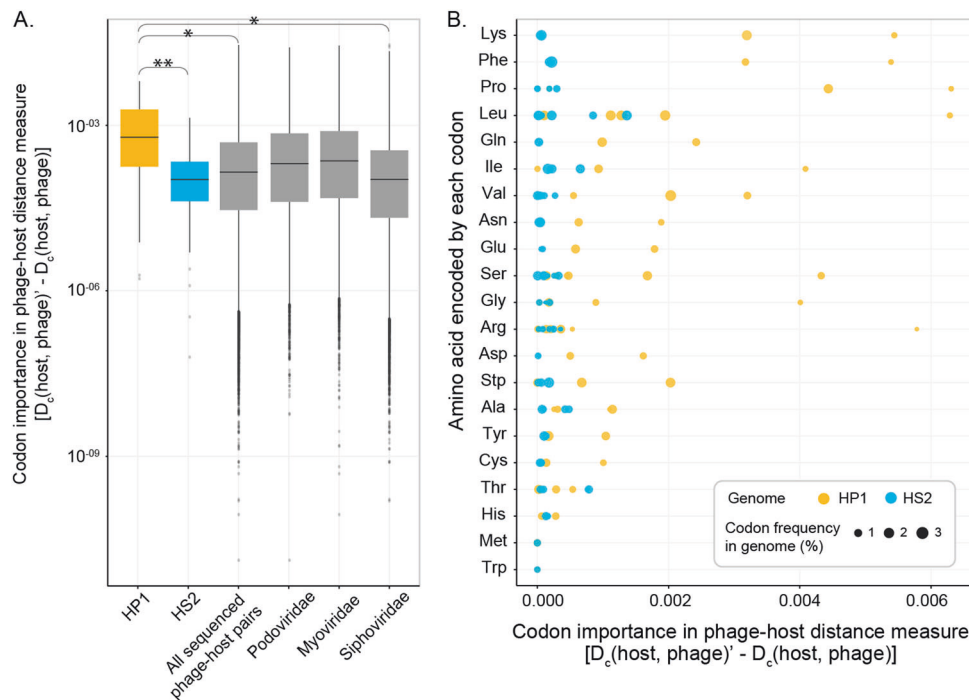 A.
*
*
**
Codon importance in phage-host distance measure
[Dc(host, phage)' - Dc(host, phage)]
10-03
10-06
10-09
HP1
HS2
All sequenced
phage-host pairs
Podoviridae
Myoviridae
Siphoviridae
B.
Amino acid encoded by each codon
Lys
Phe
Pro
Leu
Gln
Ile
Val
Asn
Glu
Ser
Gly
Arg
Asp
Stp
Ala
Tyr
Cys
Thr
His
Met
Trp
Genome HP1 HS2
Codon frequency
in genome (%)
1 2 3
0.000 0.002 0.004 0.006
Codon importance in phage-host distance measure
[Dc(host, phage)' - Dc(host, phage)]